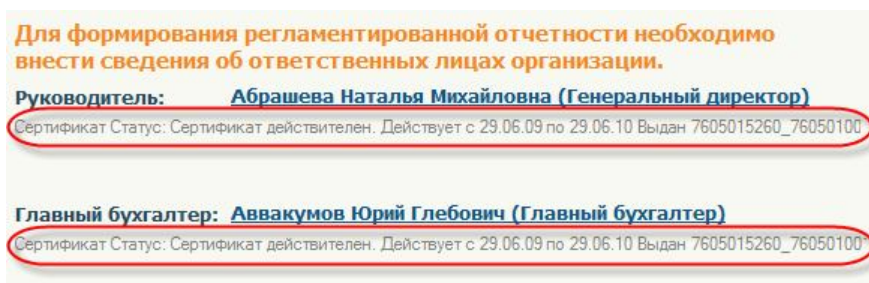 Для формирования регламентированной отчетности необходимо
внести сведения об ответственных лицах организации.
Руководитель: Абрашева Наталья Михайловна (Генеральный директор)
Сертификат Статус: Сертификат действителен. Действует с 29.06.09 по 29.06.10 Выдан 7605015260_76050100
Главный бухгалтер: Аввакумов Юрий Глебович (Главный бухгалтер)
Сертификат Статус: Сертификат действителен. Действует с 29.06.09 по 29.06.10 Выдан 7605015260_760501001